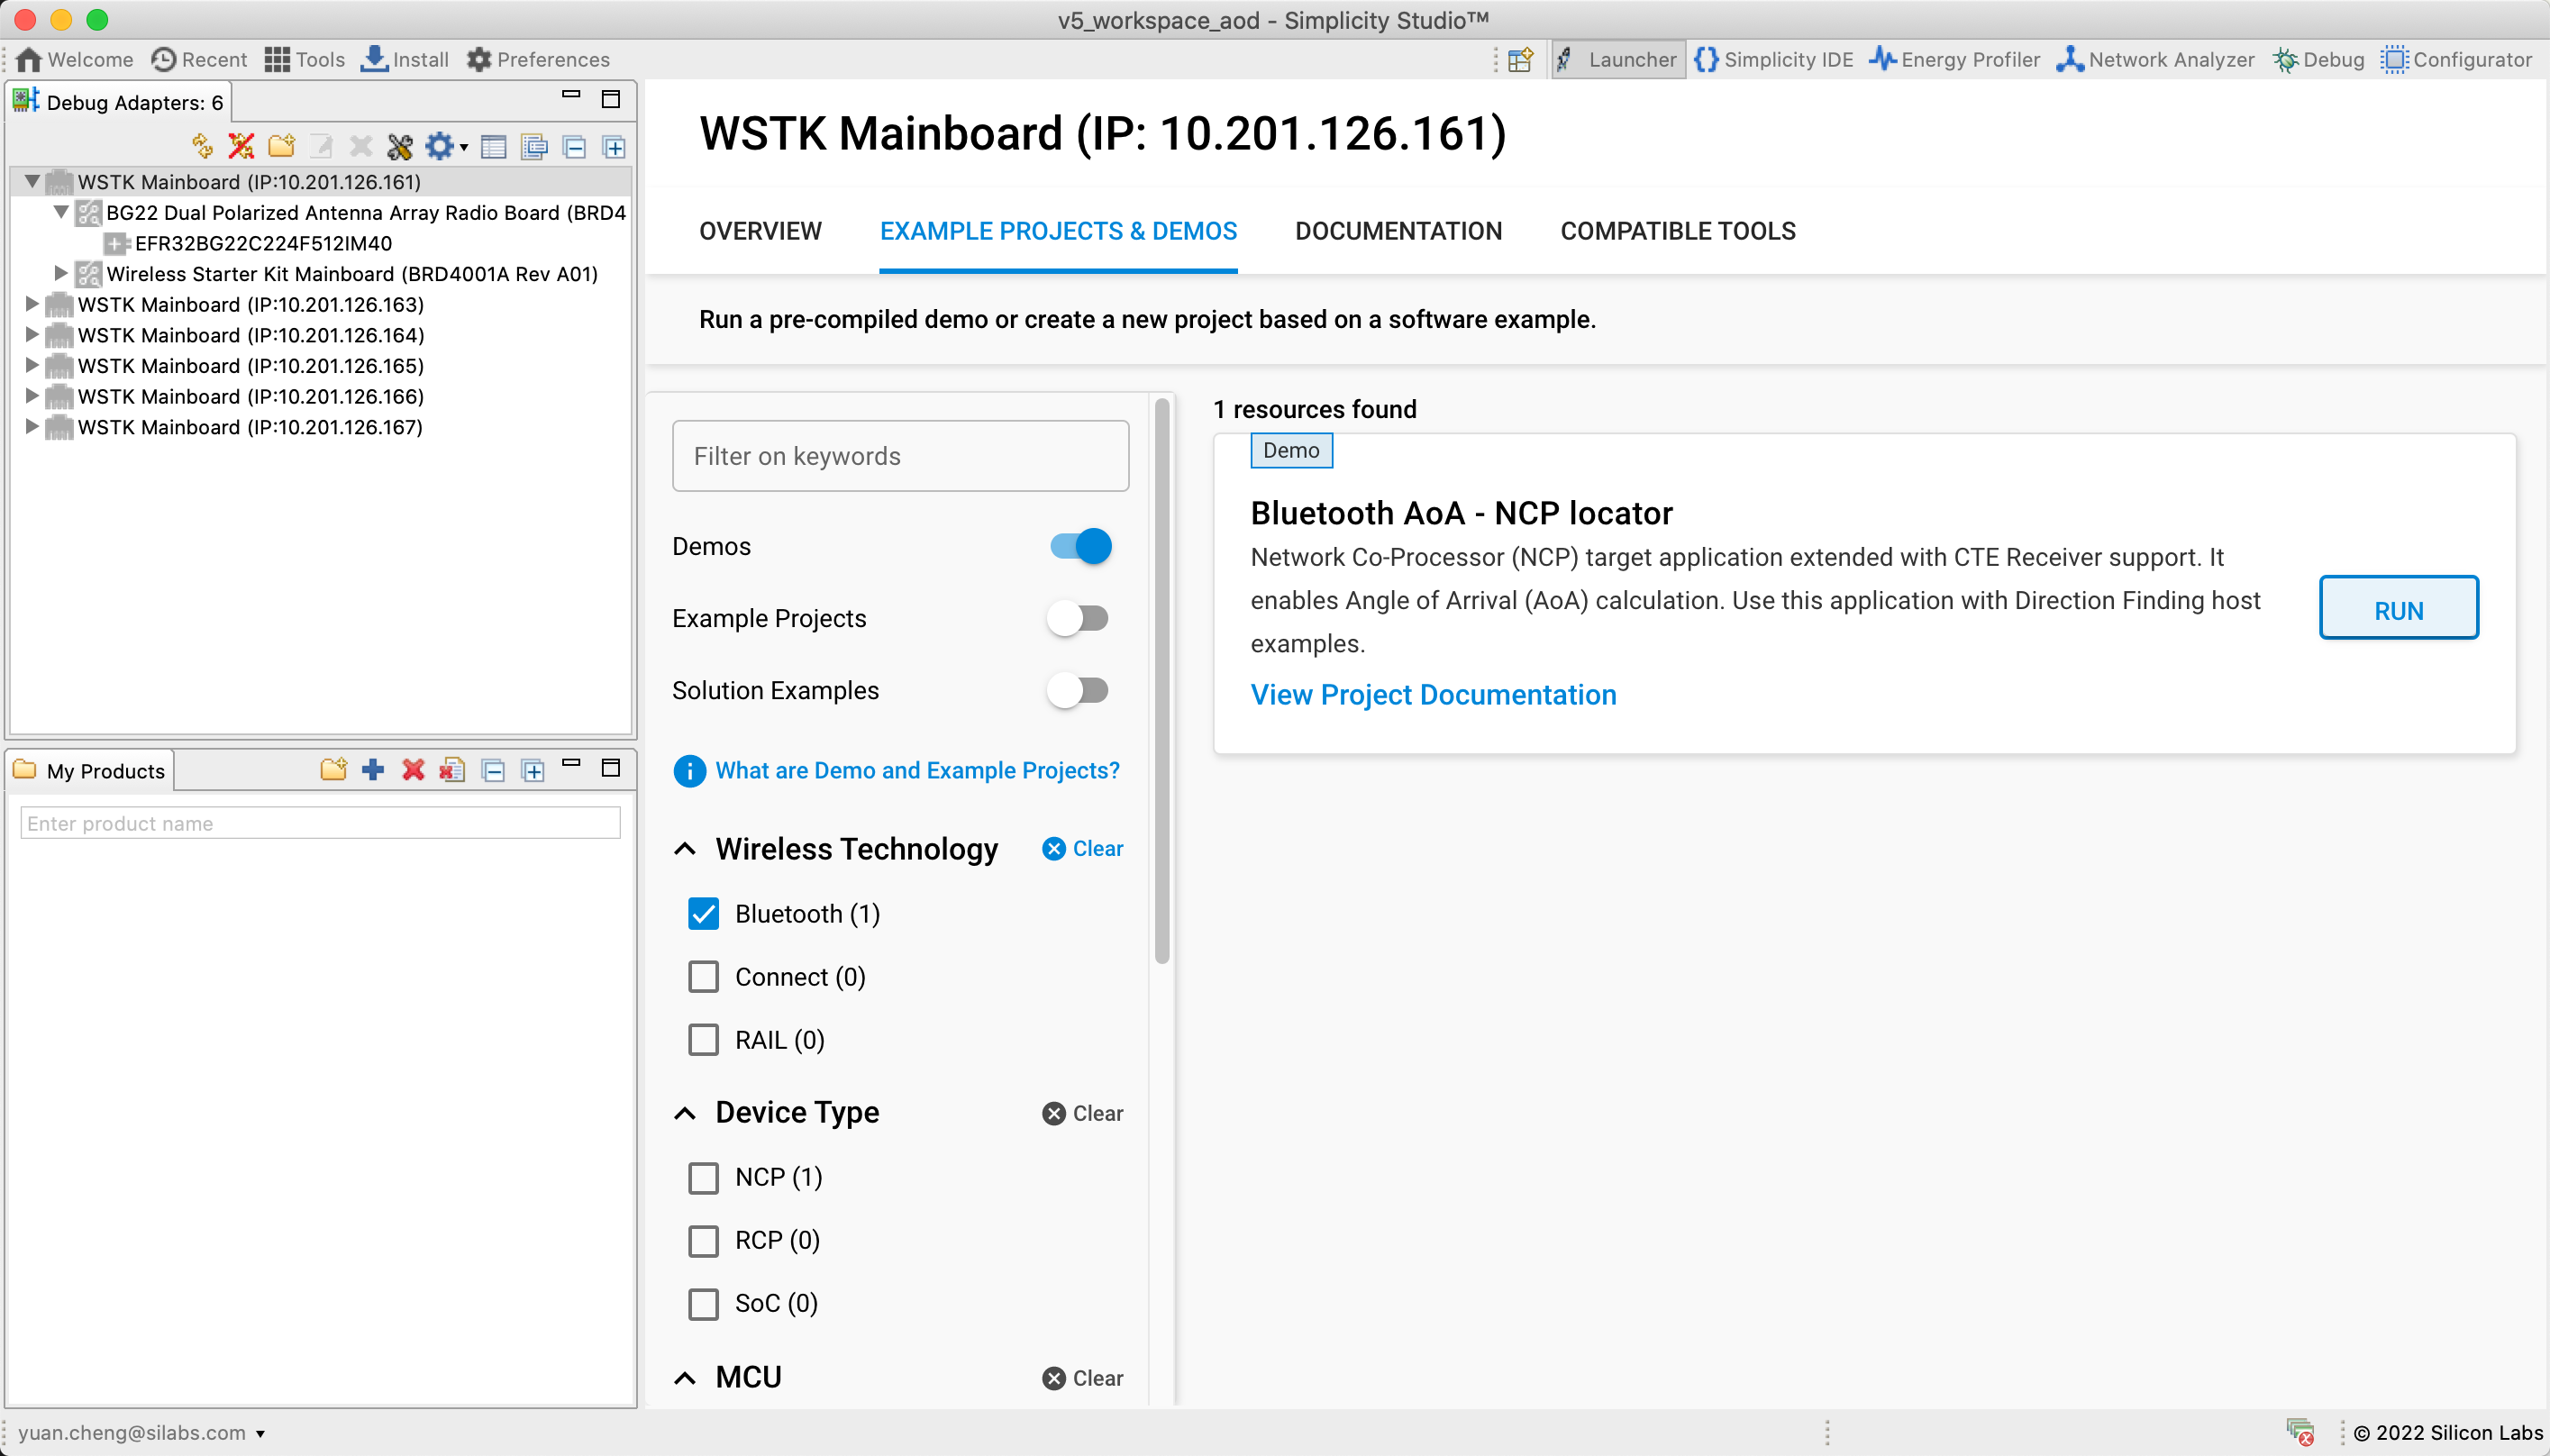 v5_workspace_aod - Simplicity Studio™
Welcome Recent Tools Install Preferences
Launcher Simplicity IDE Energy Profiler Network Analyzer Debug Configurator
Debug Adapters: 6
WSTK Mainboard (IP:10.201.126.161)
BG22 Dual Polarized Antenna Array Radio Board (BRD4
EFR32BG22C224F512IM40
Wireless Starter Kit Mainboard (BRD4001A Rev A01)
WSTK Mainboard (IP:10.201.126.163)
WSTK Mainboard (IP:10.201.126.164)
WSTK Mainboard (IP:10.201.126.165)
WSTK Mainboard (IP:10.201.126.166)
WSTK Mainboard (IP:10.201.126.167)
My Products
Enter product name
WSTK Mainboard (IP: 10.201.126.161)
OVERVIEW EXAMPLE PROJECTS & DEMOS DOCUMENTATION COMPATIBLE TOOLS
Run a pre-compiled demo or create a new project based on a software example.
Filter on keywords
Demos
Example Projects
Solution Examples
What are Demo and Example Projects?
Wireless Technology Clear
Bluetooth (1)
Connect (0)
RAIL (0)
Device Type Clear
NCP (1)
RCP (0)
SoC (0)
MCU Clear
1 resources found
Demo
Bluetooth AoA - NCP locator
Network Co-Processor (NCP) target application extended with CTE Receiver support. It
enables Angle of Arrival (AoA) calculation. Use this application with Direction Finding host
examples.
View Project Documentation
RUN
yuan.cheng@silabs.com
© 2022 Silicon Labs